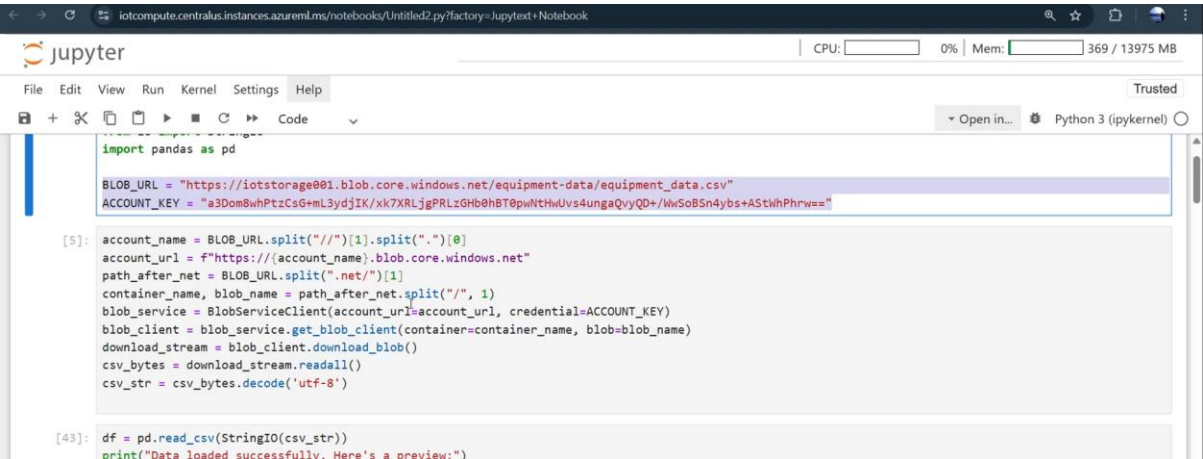 iotcompute.centralus.instances.azureml.ms/notebooks/Untitled2.py?factory=Jupytext+Notebook
jupyter
CPU: 0% Mem: 369 / 13975 MB
File Edit View Run Kernel Settings Help Trusted
Code Open in... Python 3 (ipykernel)
import pandas as pd
BLOB_URL = "https://iotstorage001.blob.core.windows.net/equipment-data/equipment_data.csv"
ACCOUNT_KEY = "a3Dom8whPtzCsG+mL3ydjIK/xk7XRLjgPRLzGHb0hBT0pwNtHwUvs4ungaQvyQD+/WwSoBSn4ybs+AStWhPhrw=="
[5]: account_name = BLOB_URL.split("//")[1].split(".")[0]
account_url = f"https://{account_name}.blob.core.windows.net"
path_after_net = BLOB_URL.split(".net/")[1]
container_name, blob_name = path_after_net.split("/", 1)
blob_service = BlobServiceClient(account_url=account_url, credential=ACCOUNT_KEY)
blob_client = blob_service.get_blob_client(container=container_name, blob=blob_name)
download_stream = blob_client.download_blob()
csv_bytes = download_stream.readall()
csv_str = csv_bytes.decode('utf-8')
[43]: df = pd.read_csv(StringIO(csv_str))
print("Data loaded successfully. Here's a preview:")